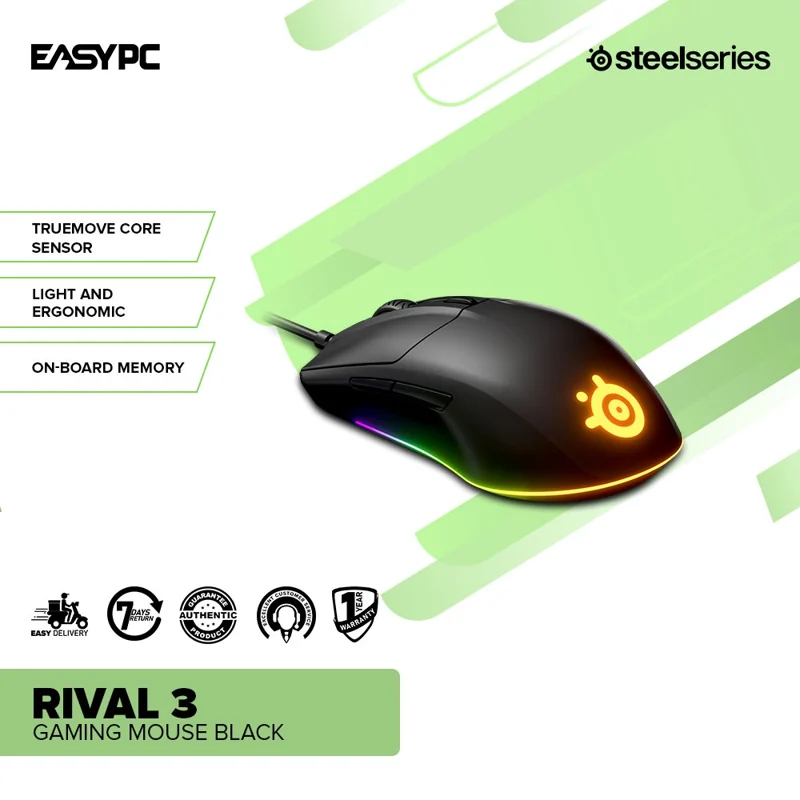 EASYPC
steelseries
TRUEMOVE CORE
SENSOR
LIGHT AND
ERGONOMIC
ON-BOARD MEMORY
EASY DELIVERY
7 DAYS
RETURN
GUARANTEE
AUTHENTIC
PRODUCT
EXCELLENT CUSTOMER SERVICE
1 YEAR
WARRANTY
RIVAL 3
GAMING MOUSE BLACK